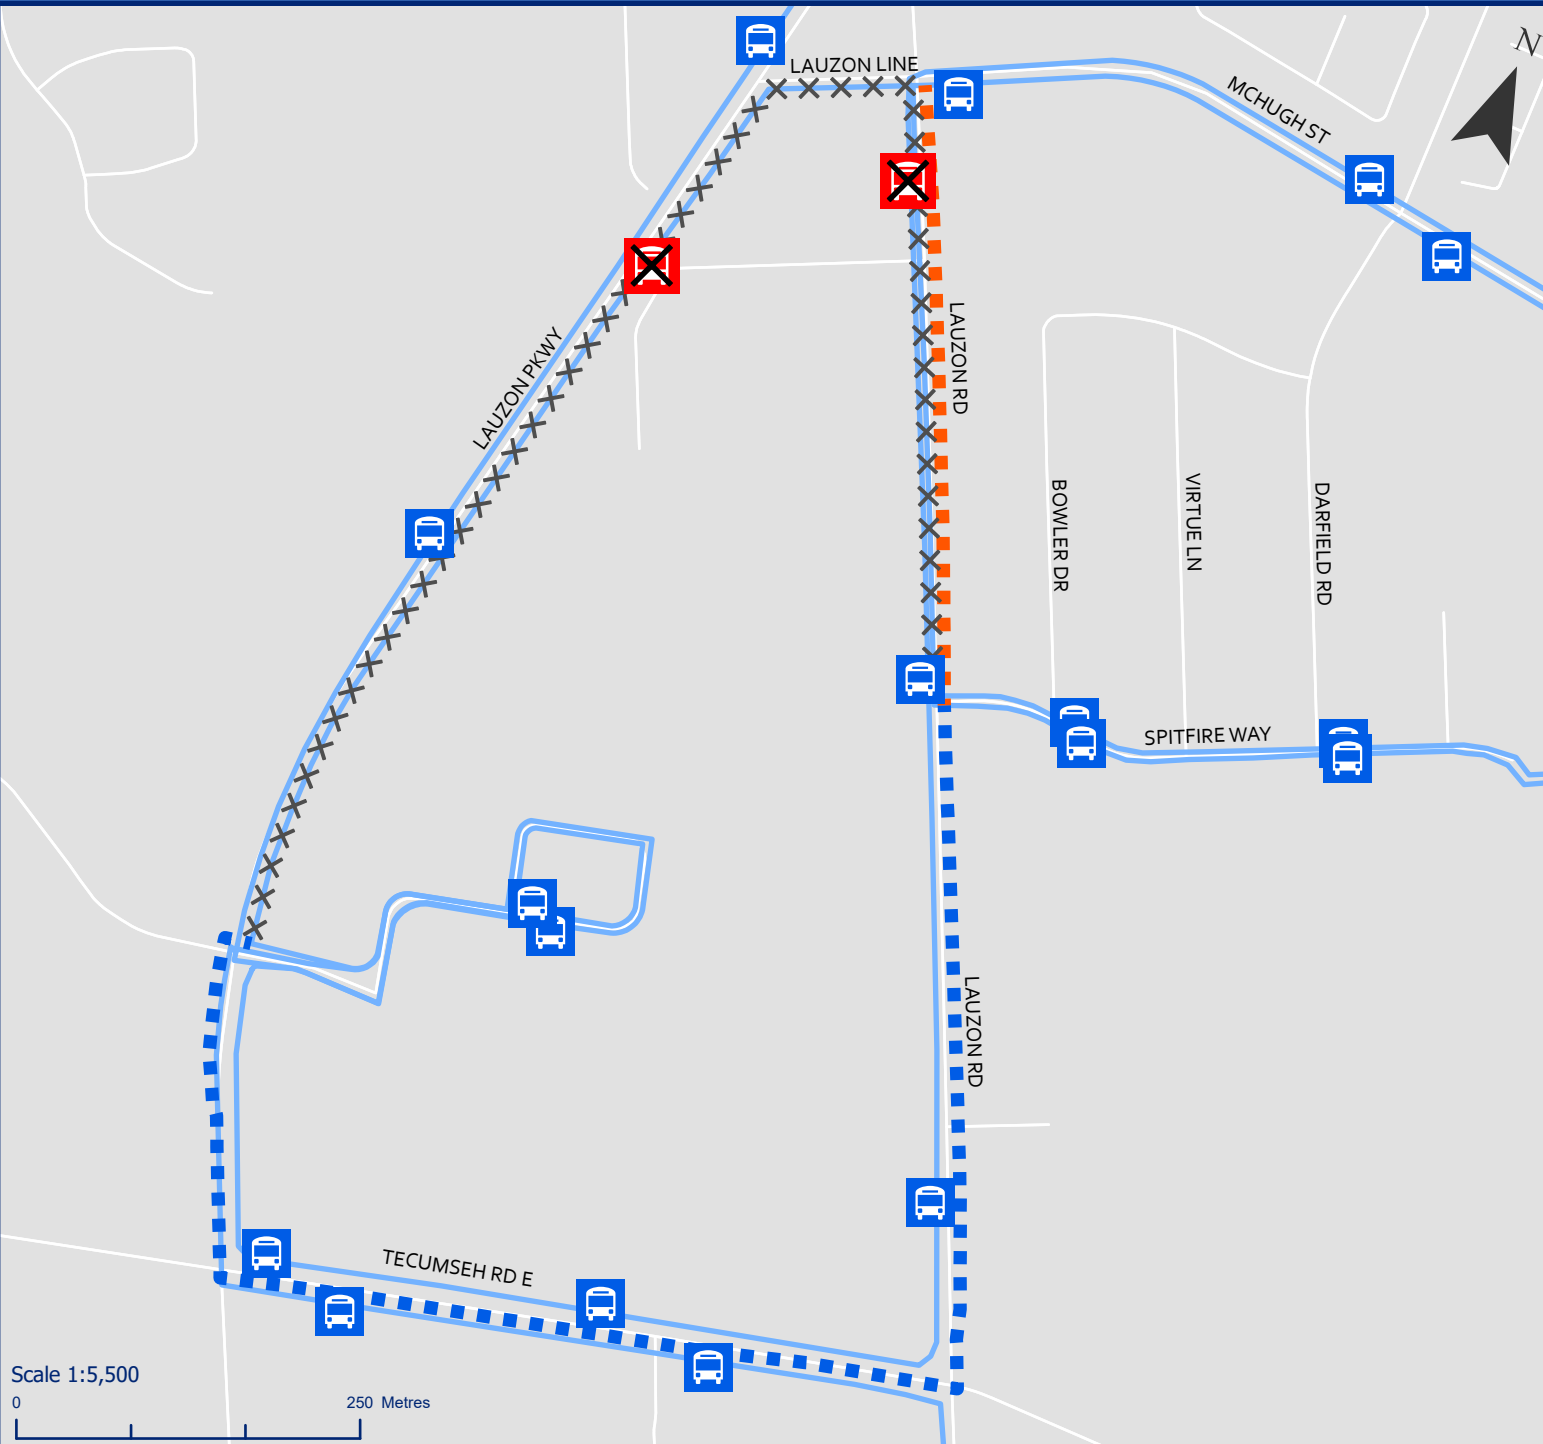 N
LAUZON LINE
MCHUGH ST
LAUZON PKWY
LAUZON RD
BOWLER DR
VIRTUE LN
DARFIELD RD
SPITFIRE WAY
LAUZON RD
TECUMSEH RD E
Scale 1:5,500
0 250 Metres